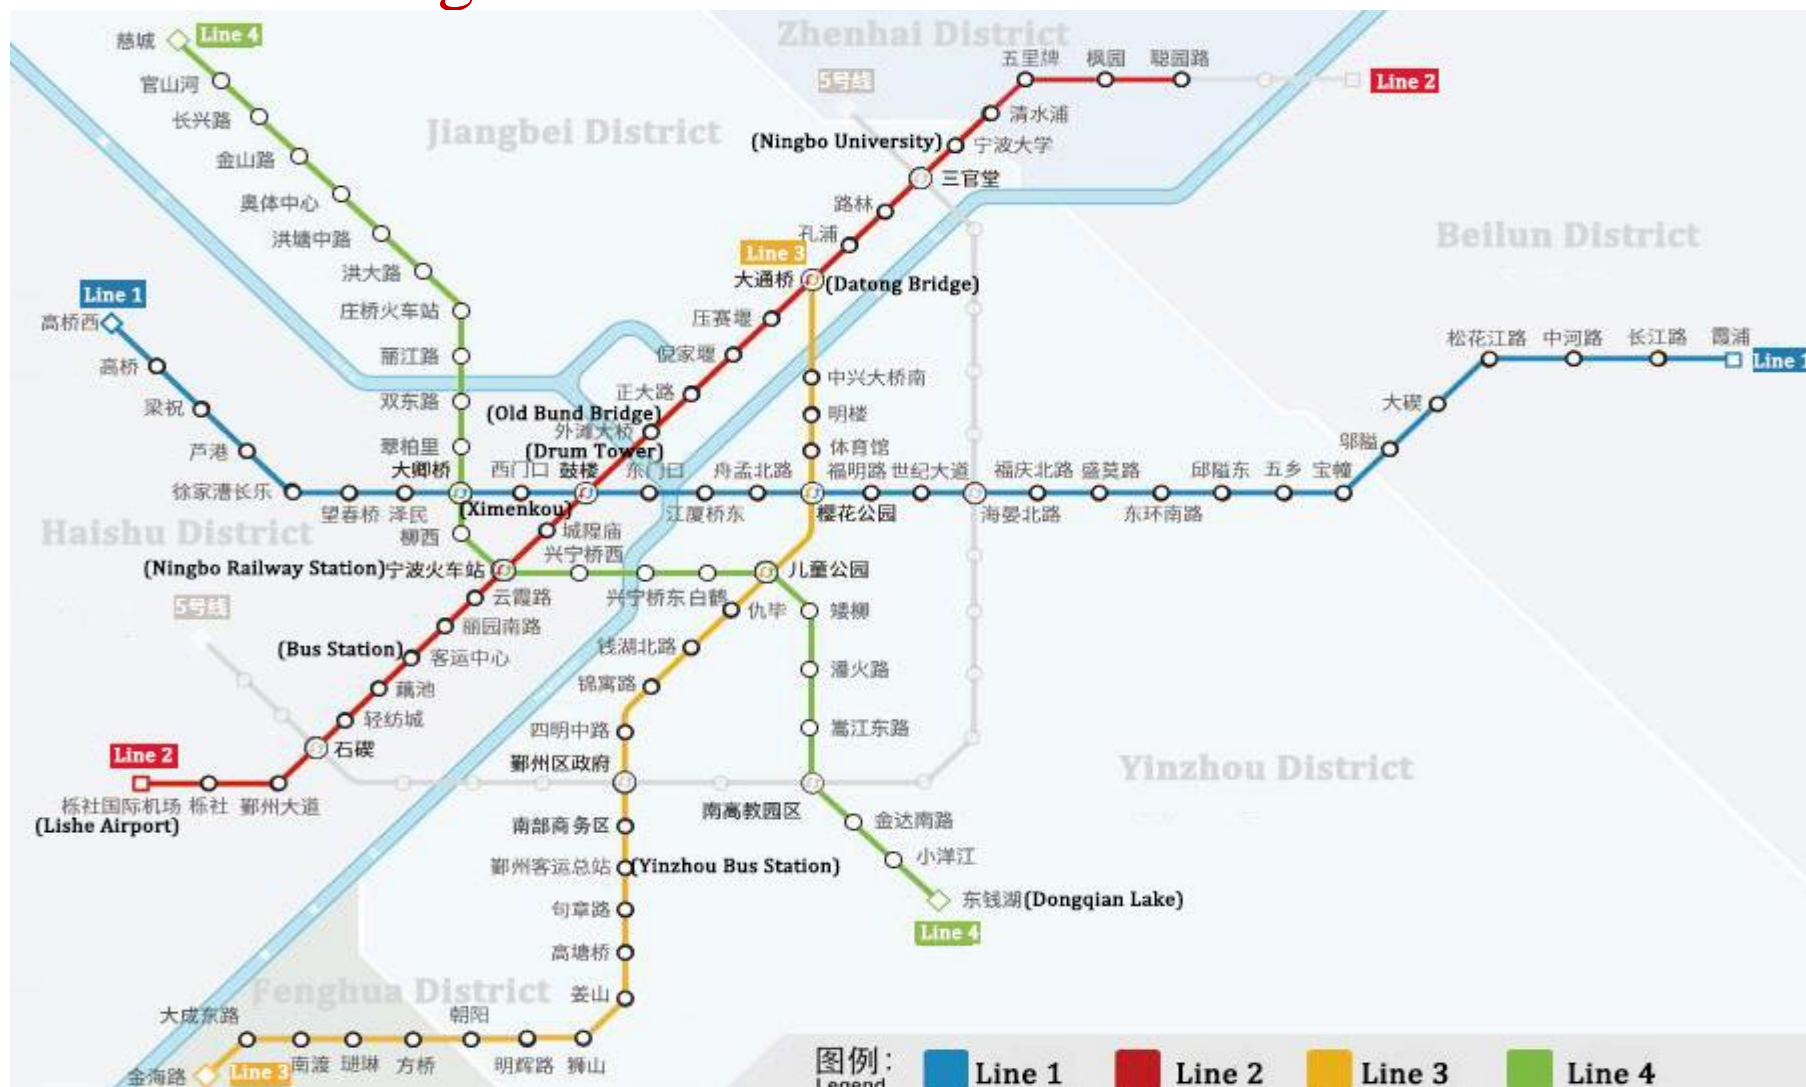 慈城
Line 4
Zhenhai District
五里牌 枫园 聪园路
官山河
5号线
Line 2
长兴路
Jiangbei District
清水浦
(Ningbo University)
宁波大学
金山路
三官堂
奥体中心
路林
洪塘中路
孔浦
Beilun District
Line 3
洪大路
大通桥
(Datong Bridge)
Line 1
庄桥火车站
高桥西
压赛堰
松花江路 中河路 长江路 霞浦
丽江路
倪家堰
Line 1
高桥
中兴大桥南
双东路
正大路
梁祝
(Old Bund Bridge)
明楼
大碶
外滩大桥
翠柏里
(Drum Tower)
体育馆
邬隘
芦港
大卿桥 西门口 鼓楼 东门口 舟孟北路 福明路 世纪大道 福庆北路 盛莫路 邱隘东 五乡 宝幢
徐家漕长乐
望春桥 泽民
(Ximenkou)
江厦桥东
樱花公园
海晏北路
东环南路
Haishu District
柳西
城隍庙
兴宁桥西
(Ningbo Railway Station)
宁波火车站
儿童公园
5号线
云霞路
兴宁桥东 白鹤
仇毕
矮柳
丽园南路
(Bus Station)
客运中心
钱湖北路
潘火路
藕池
锦寓路
轻纺城
四明中路
嵩江东路
石碶
Line 2
鄞州区政府
Yinzhou District
栎社国际机场 栎社 鄞州大道
(Lishe Airport)
南高教园区
南部商务区
金达南路
鄞州客运总站
(Yinzhou Bus Station)
小洋江
句章路
东钱湖
(Dongqian Lake)
Line 4
高塘桥
Fenghua District
姜山
大成东路
朝阳
南渡 琎琳 方桥 明辉路 狮山
金海路
Line 3
图例:
Legend
Line 1
Line 2
Line 3
Line 4